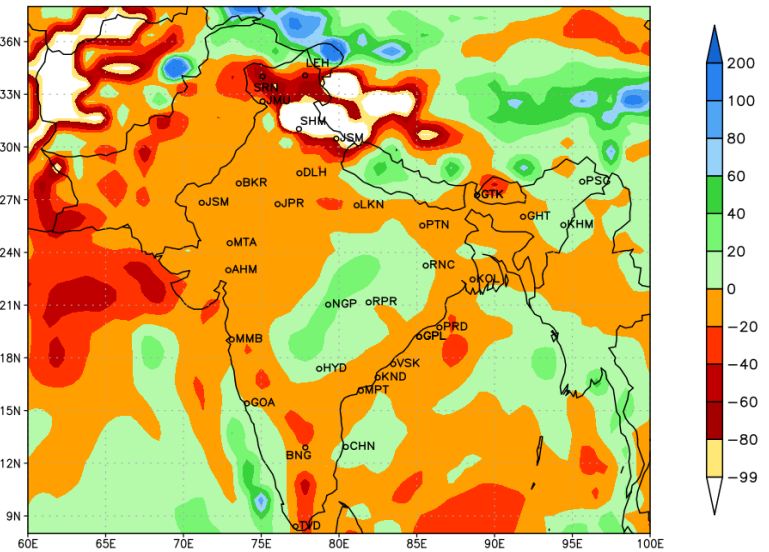 36N
33N
30N
27N
24N
21N
18N
15N
12N
9N
60E 65E 70E 75E 80E 85E 90E 95E 100E
LEH
SRN
JMU
SHM
JSM
DLH
BKR
JSM
JPR
LKN
GTK
PSG
GHT
KHM
PTN
MTA
AHM
RNC
KOL
NGP
RPR
MMB
PRD
GPL
HYD
VSK
KND
MPT
GOA
BNG
CHN
TVD
200
100
80
60
40
20
0
−20
−40
−60
−80
−99